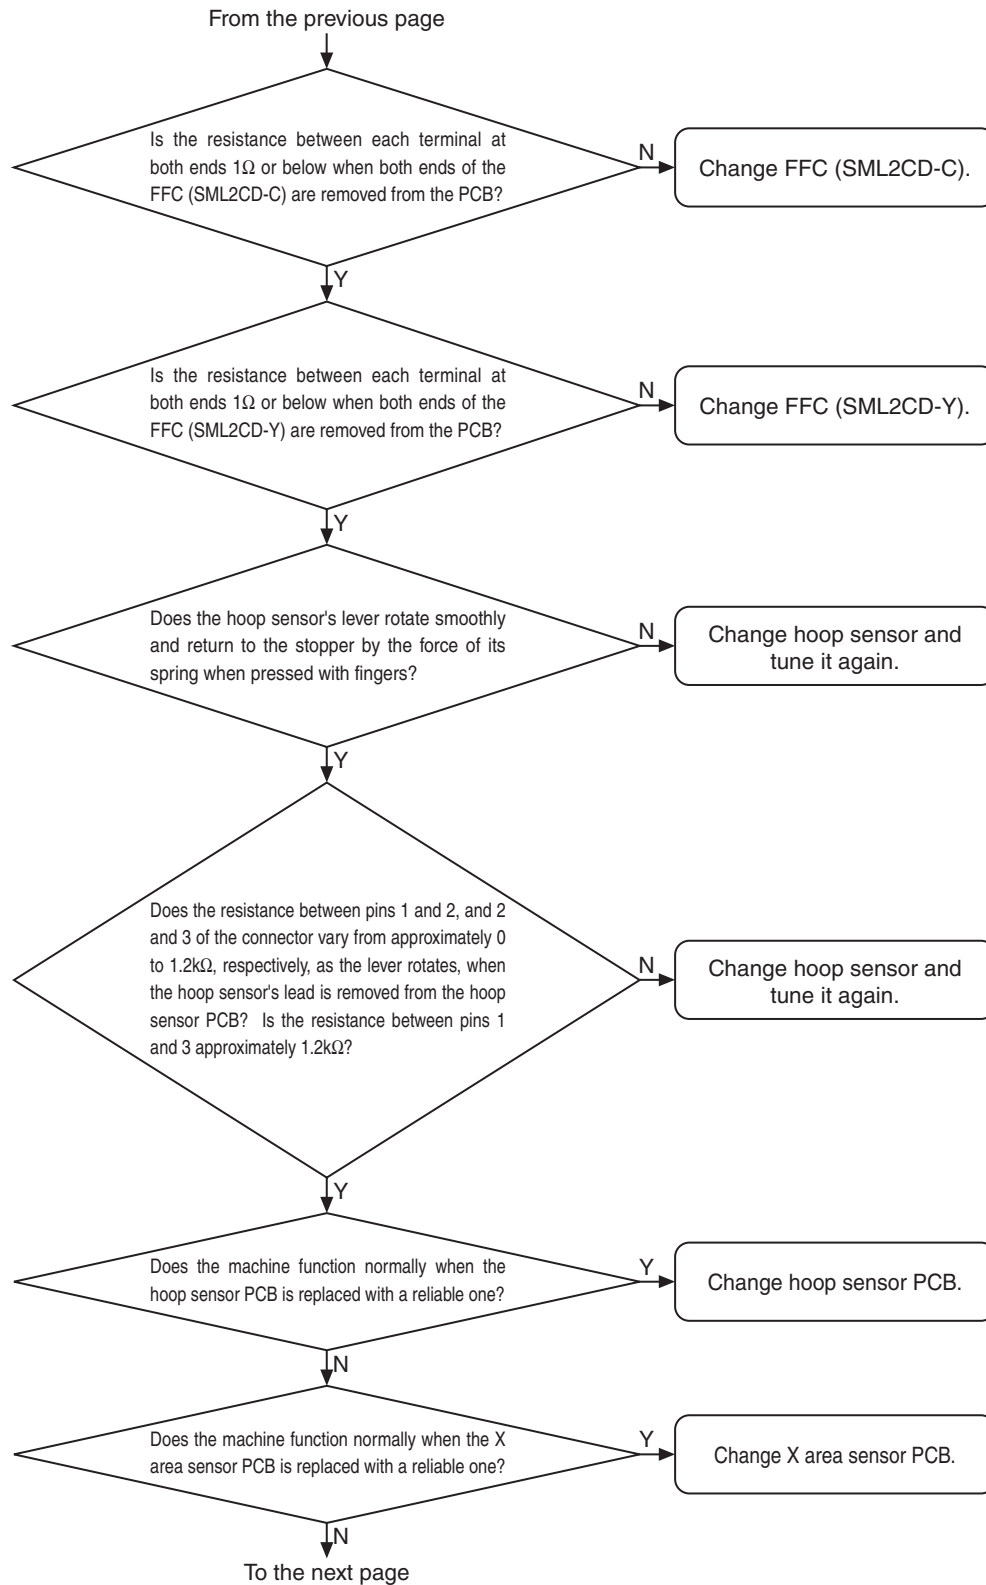 From the previous page
Is the resistance between each terminal at
both ends 1Ω or below when both ends of the
FFC (SML2CD-C) are removed from the PCB?
N
Change FFC (SML2CD-C).
Y
Is the resistance between each terminal at
both ends 1Ω or below when both ends of the
FFC (SML2CD-Y) are removed from the PCB?
N
Change FFC (SML2CD-Y).
Y
Does the hoop sensor's lever rotate smoothly
and return to the stopper by the force of its
spring when pressed with fingers?
N
Change hoop sensor and
tune it again.
Y
Does the resistance between pins 1 and 2, and 2
and 3 of the connector vary from approximately 0
to 1.2kΩ, respectively, as the lever rotates, when
the hoop sensor's lead is removed from the hoop
sensor PCB? Is the resistance between pins 1
and 3 approximately 1.2kΩ?
N
Change hoop sensor and
tune it again.
Y
Does the machine function normally when the
hoop sensor PCB is replaced with a reliable one?
Y
Change hoop sensor PCB.
N
Does the machine function normally when the X
area sensor PCB is replaced with a reliable one?
Y
Change X area sensor PCB.
N
To the next page